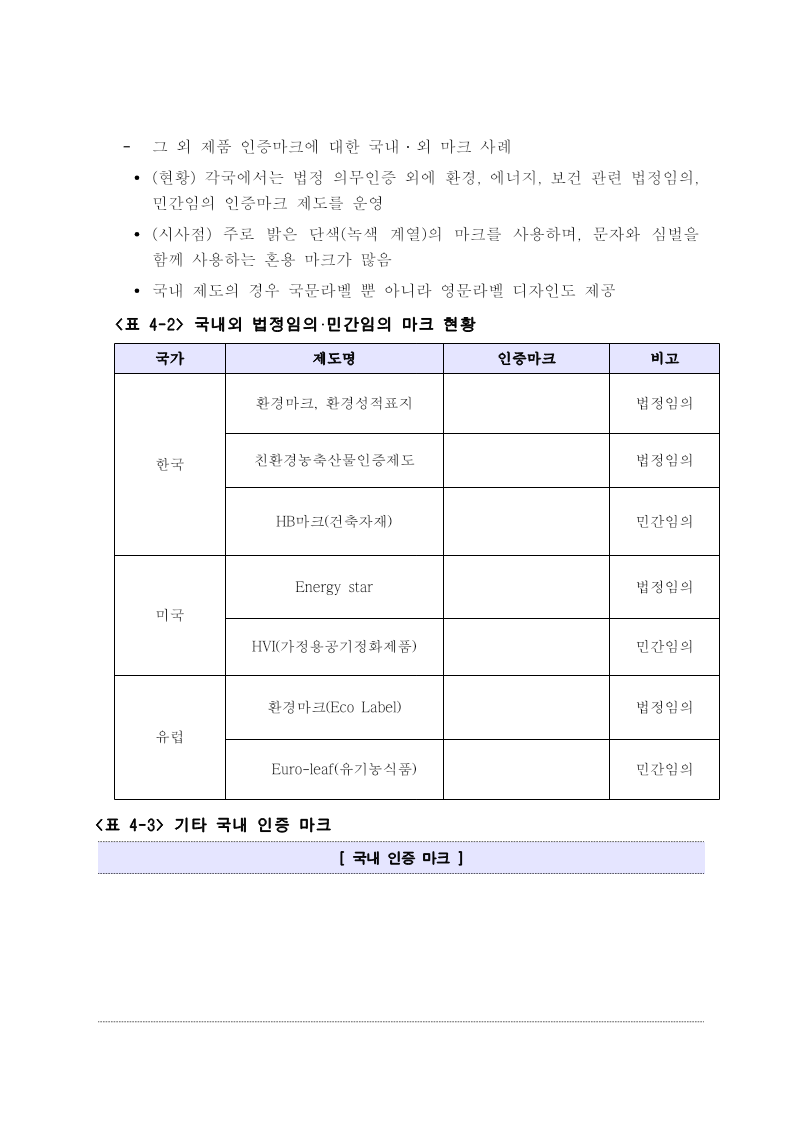 - 그 외 제품 인증마크에 대한 국내·외 마크 사례
• (현황) 각국에서는 법정 의무인증 외에 환경, 에너지, 보건 관련 법정임의,
민간임의 인증마크 제도를 운영
• (시사점) 주로 밝은 단색(녹색 계열)의 마크를 사용하며, 문자와 심벌을
함께 사용하는 혼용 마크가 많음
• 국내 제도의 경우 국문라벨 뿐 아니라 영문라벨 디자인도 제공
<표 4-2> 국내외 법정임의·민간임의 마크 현황
국가 제도명 인증마크 비고
환경마크, 환경성적표지 법정임의
한국
친환경농축산물인증제도 법정임의
HB마크(건축자재) 민간임의
Energy star 법정임의
미국
HVI(가정용공기정화제품) 민간임의
환경마크(Eco Label) 법정임의
유럽
Euro-leaf(유기농식품) 민간임의
<표 4-3> 기타 국내 인증 마크
[ 국내 인증 마크 ]